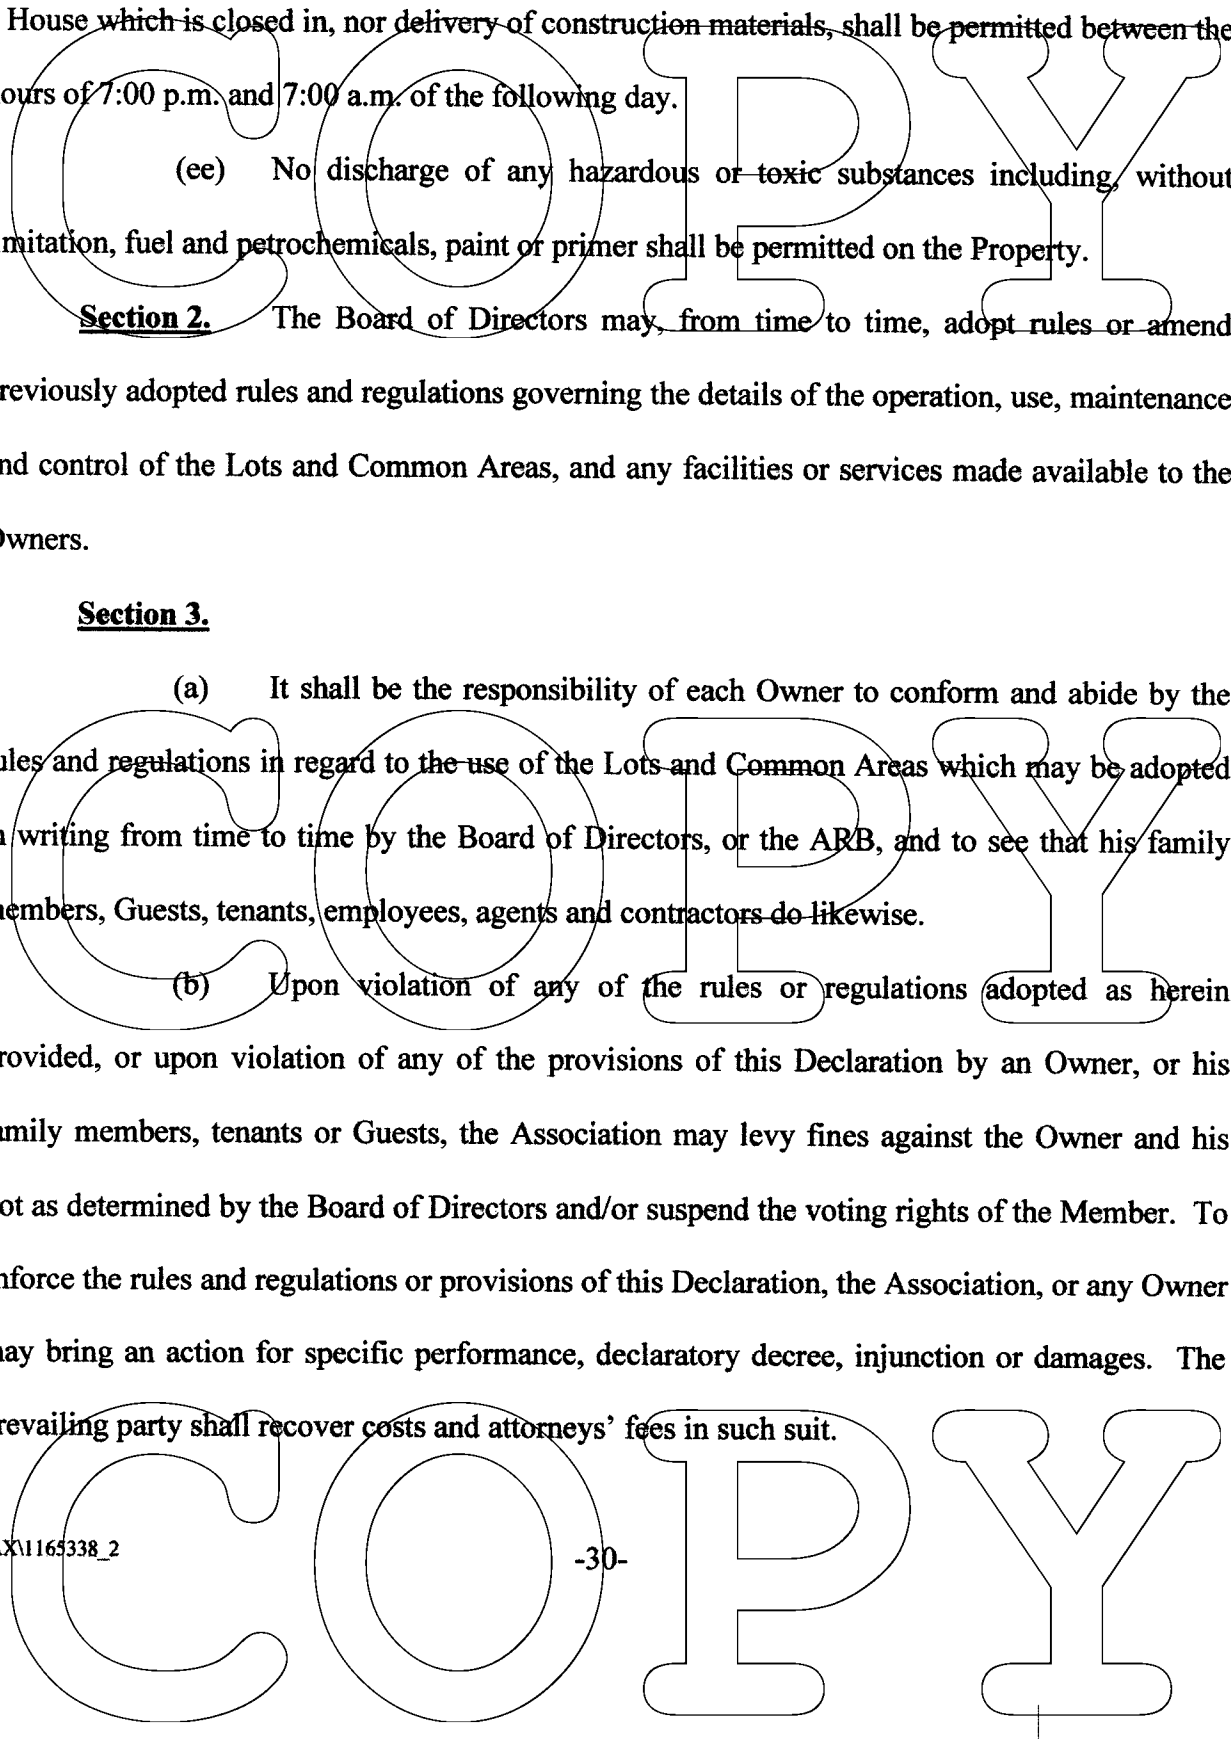 House which is closed in, nor delivery of construction materials, shall be permitted between the
ours of 7:00 p.m. and 7:00 a.m. of the following day.
(ee) No discharge of any hazardous or toxic substances including, without
mitation, fuel and petrochemicals, paint or primer shall be permitted on the Property.
Section 2. The Board of Directors may, from time to time, adopt rules or amend
reviously adopted rules and regulations governing the details of the operation, use, maintenance
nd control of the Lots and Common Areas, and any facilities or services made available to the
Owners.
Section 3.
(a) It shall be the responsibility of each Owner to conform and abide by the
ules and regulations in regard to the use of the Lots and Common Areas which may be adopted
n writing from time to time by the Board of Directors, or the ARB, and to see that his family
embers, Guests, tenants, employees, agents and contractors do likewise.
(b) Upon violation of any of the rules or regulations adopted as herein
rovided, or upon violation of any of the provisions of this Declaration by an Owner, or his
amily members, tenants or Guests, the Association may levy fines against the Owner and his
ot as determined by the Board of Directors and/or suspend the voting rights of the Member. To
nforce the rules and regulations or provisions of this Declaration, the Association, or any Owner
ay bring an action for specific performance, declaratory decree, injunction or damages. The
revailing party shall recover costs and attorneys' fees in such suit.
X\1165338_2
-30-
COPY
COPY
COPY